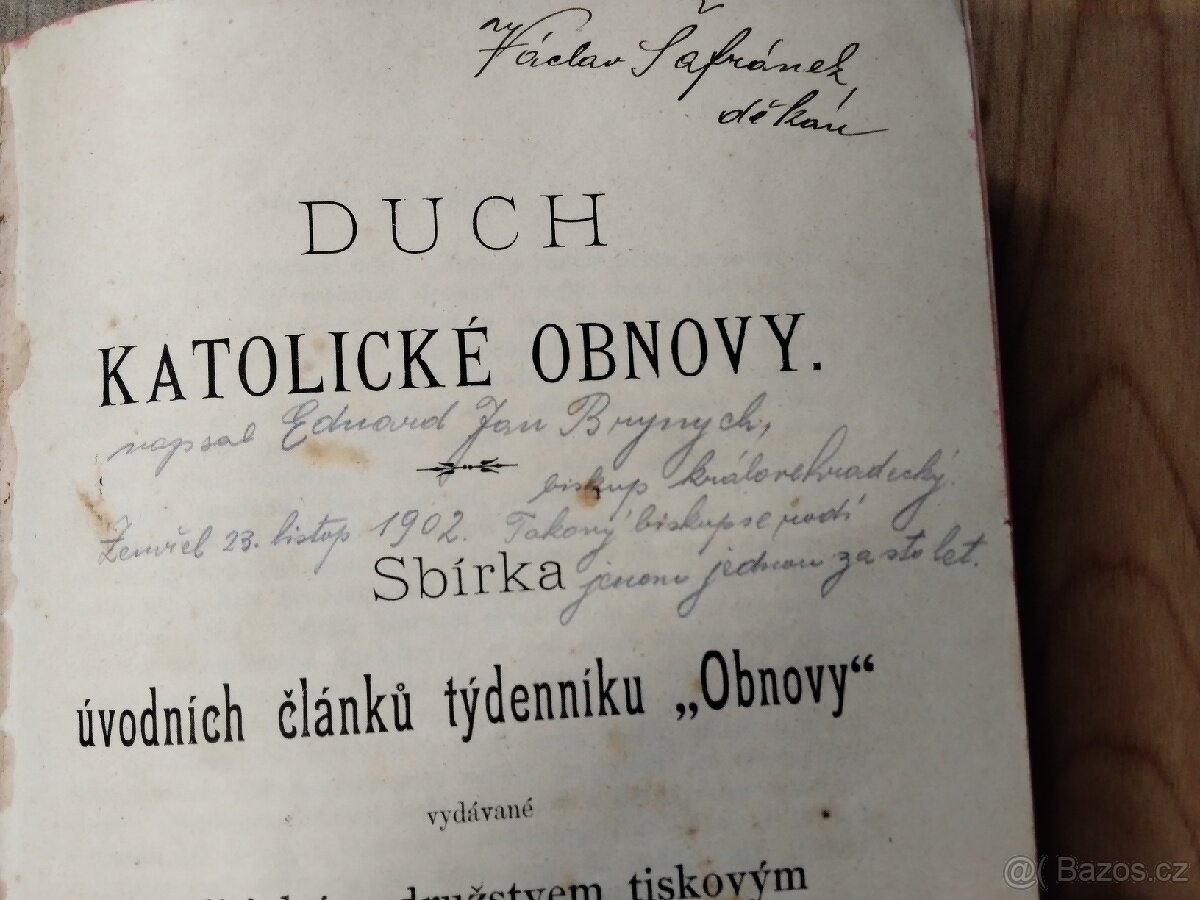 Václav Šafránek
děkan
DUCH
KATOLICKÉ OBNOVY.
napsal Eduard Jan Brynych,
biskup královéhradecký.
Zemřel 23. listop 1902. Takový biskup se rodí
jenom jednou za sto let.
Sbírka
úvodních článků týdenníku „Obnovy“
vydávané
družstvem tiskovým
@( Bazos.cz